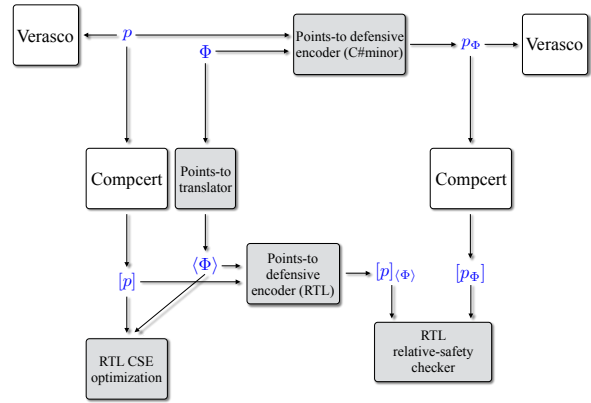 Verasco
p
Φ
Points-to defensive
encoder (C#minor)
p_Φ
Verasco
Compcert
Points-to
translator
Compcert
[p]
⟨Φ⟩
Points-to
defensive
encoder (RTL)
[p]_⟨Φ⟩
[p_Φ]
RTL CSE
optimization
RTL
relative-safety
checker